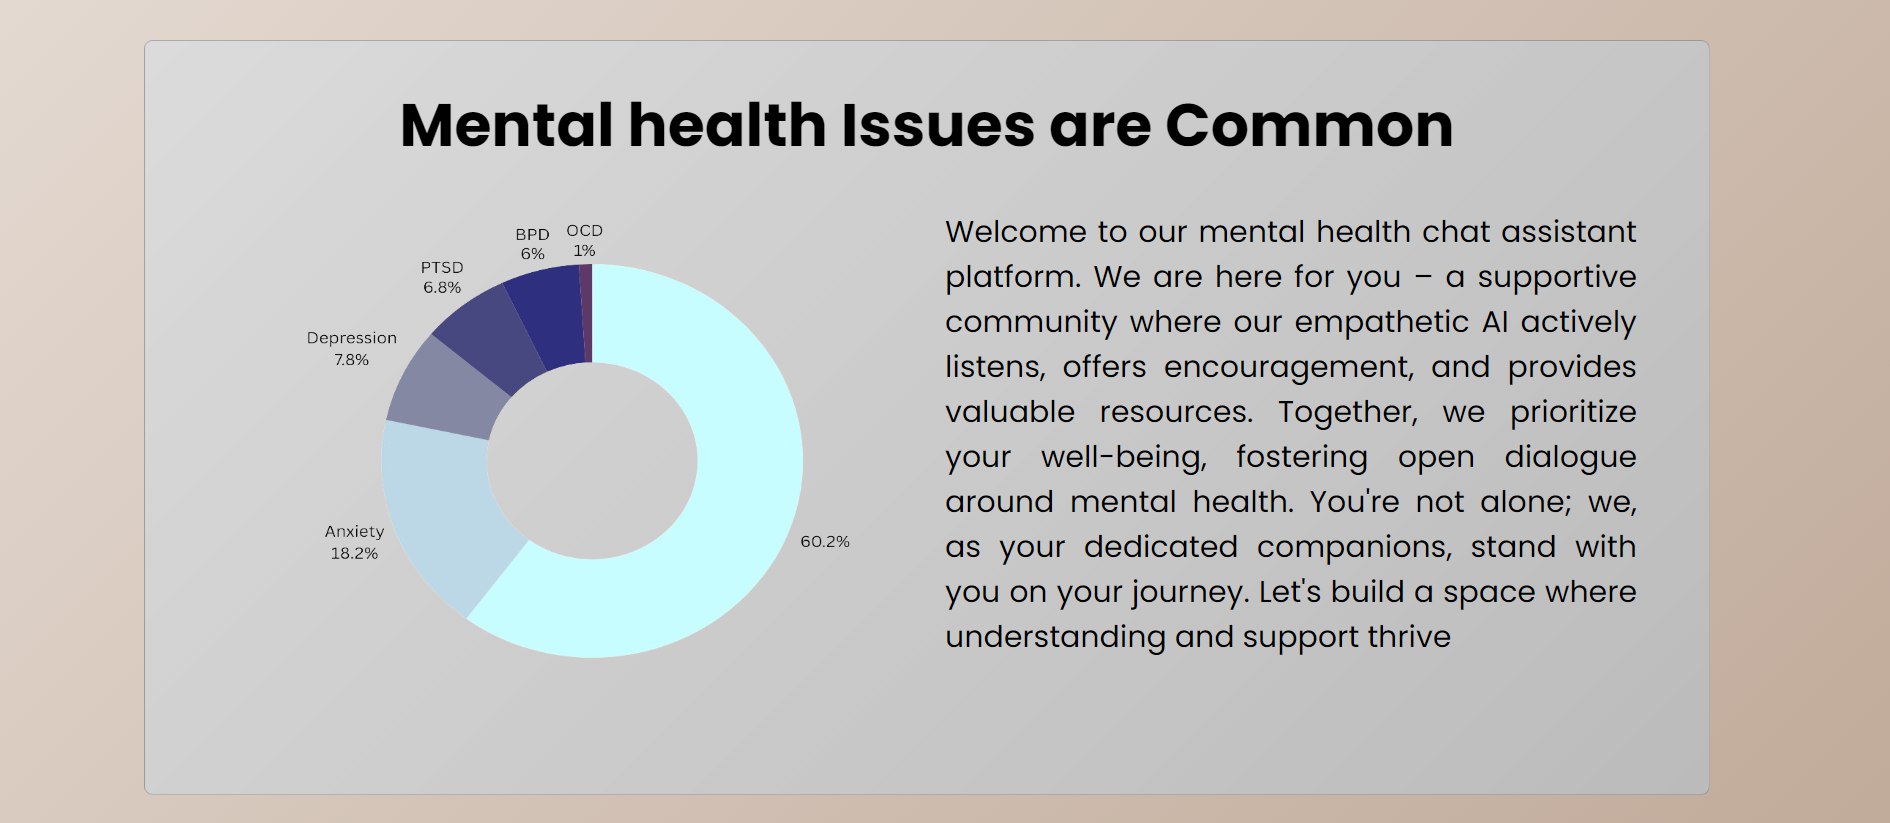 Mental health Issues are Common
BPD
6%
OCD
1%
PTSD
6.8%
Depression
7.8%
Anxiety
18.2%
60.2%
Welcome to our mental health chat assistant
platform. We are here for you – a supportive
community where our empathetic AI actively
listens, offers encouragement, and provides
valuable resources. Together, we prioritize
your well-being, fostering open dialogue
around mental health. You're not alone; we,
as your dedicated companions, stand with
you on your journey. Let's build a space where
understanding and support thrive